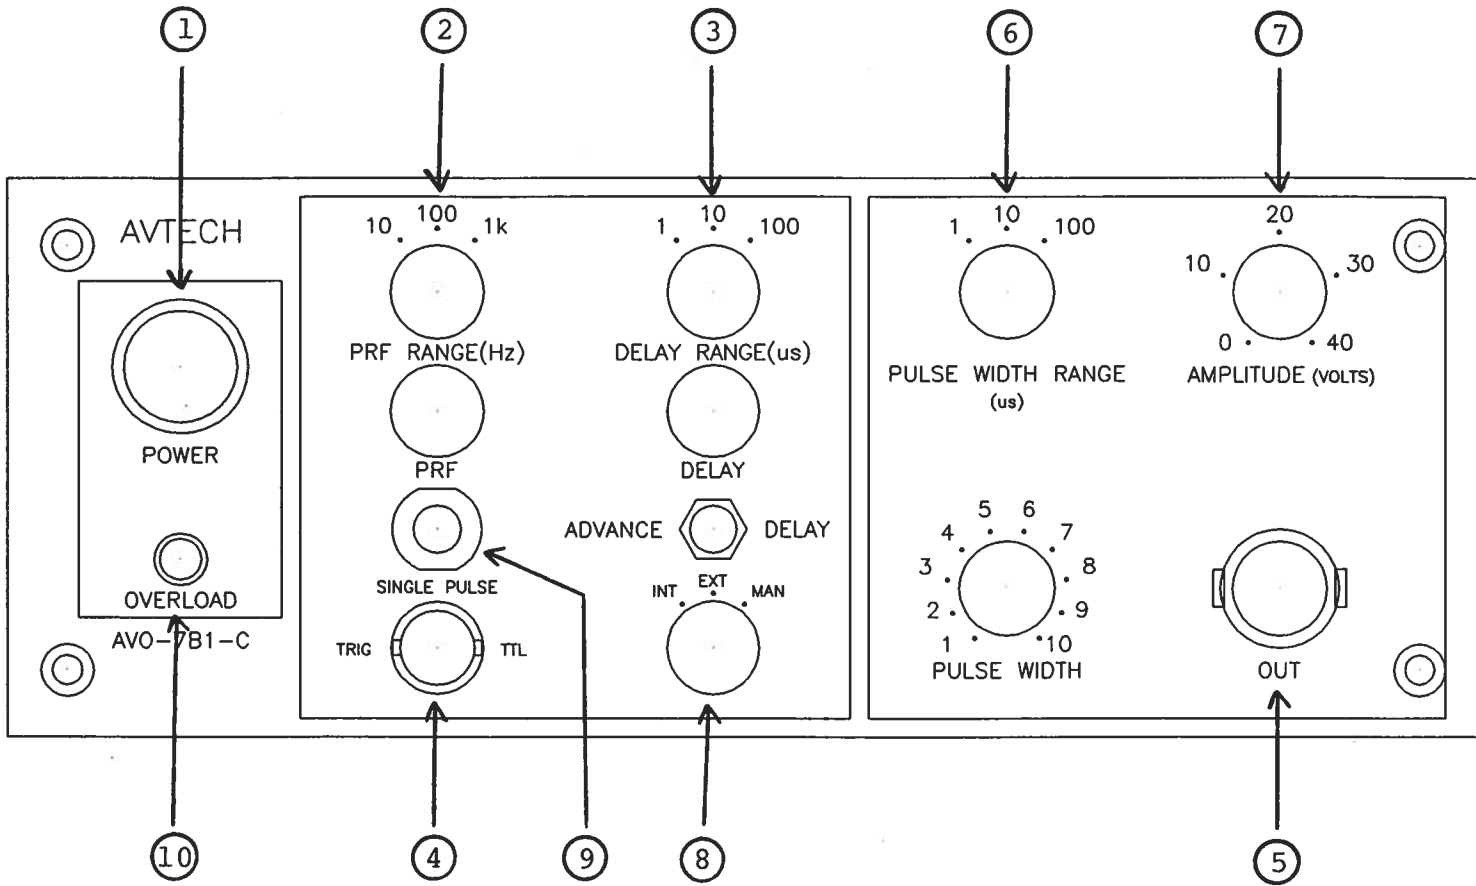 1 2 3 6 7
AVTECH
POWER
OVERLOAD
AVO-7B1-C
10 100 1k
PRF RANGE(Hz)
PRF
SINGLE PULSE
TRIG TTL
1 10 100
DELAY RANGE(us)
DELAY
ADVANCE DELAY
INT EXT MAN
1 10 100
PULSE WIDTH RANGE
(us)
1 2 3 4 5 6 7 8 9 10
PULSE WIDTH
0 10 20 30 40
AMPLITUDE (VOLTS)
OUT
10 4 9 8 5